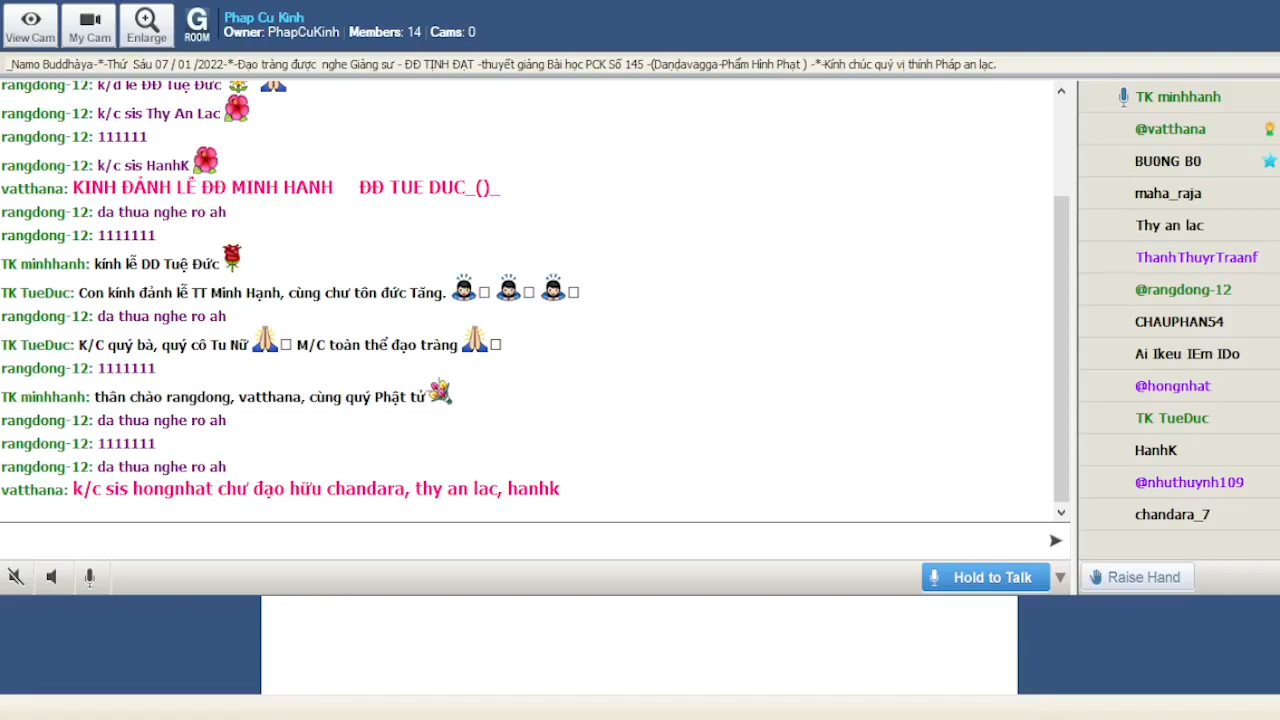 View Cam
My Cam
Enlarge
G
ROOM
Phap Cu Kinh
Owner: PhapCuKinh | Members: 14 | Cams: 0
_Namo Buddhàya-*-Thứ Sáu 07 / 01 /2022-*-Đạo tràng được nghe Giảng sư - ĐĐ TỊNH ĐẠT -thuyết giảng Bài học PCK Số 145 -(Daṇḍavagga-Phẩm Hình Phạt ) -*-Kính chúc quý vị thính Pháp an lạc.
rangdong-12: k/d le ĐĐ Tuệ Đức
rangdong-12: k/c sis Thy An Lac
rangdong-12: 111111
rangdong-12: k/c sis HanhK
vatthana: KINH ĐẢNH LỄ ĐĐ MINH HANH ĐĐ TUE DUC_()_
rangdong-12: da thua nghe ro ah
rangdong-12: 1111111
TK minhhanh: kính lễ DD Tuệ Đức
TK TueDuc: Con kính đảnh lễ TT Minh Hạnh, cùng chư tôn đức Tăng.
rangdong-12: da thua nghe ro ah
TK TueDuc: K/C quý bà, quý cô Tu Nữ M/C toàn thể đạo tràng
rangdong-12: 1111111
TK minhhanh: thân chào rangdong, vatthana, cùng quý Phật tử
rangdong-12: da thua nghe ro ah
rangdong-12: 1111111
rangdong-12: da thua nghe ro ah
vatthana: k/c sis hongnhat chư đạo hữu chandara, thy an lac, hanhk
Hold to Talk
TK minhhanh
@vatthana
BU0NG B0
maha_raja
Thy an lac
ThanhThuyrTraanf
@rangdong-12
CHAUPHAN54
Ai Ikeu IEm IDo
@hongnhat
TK TueDuc
HanhK
@nhuthuynh109
chandara_7
Raise Hand